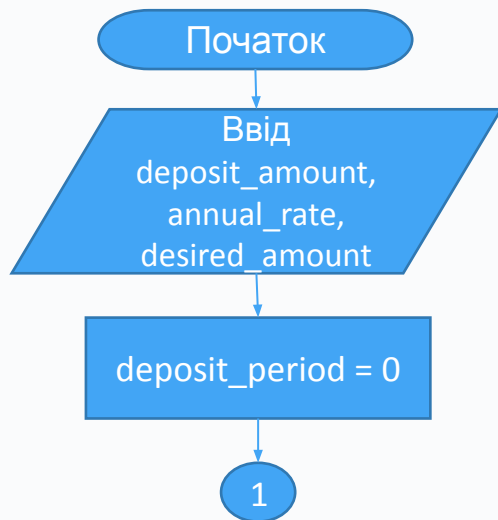 Початок
Ввід
deposit_amount,
annual_rate,
desired_amount
deposit_period = 0
1